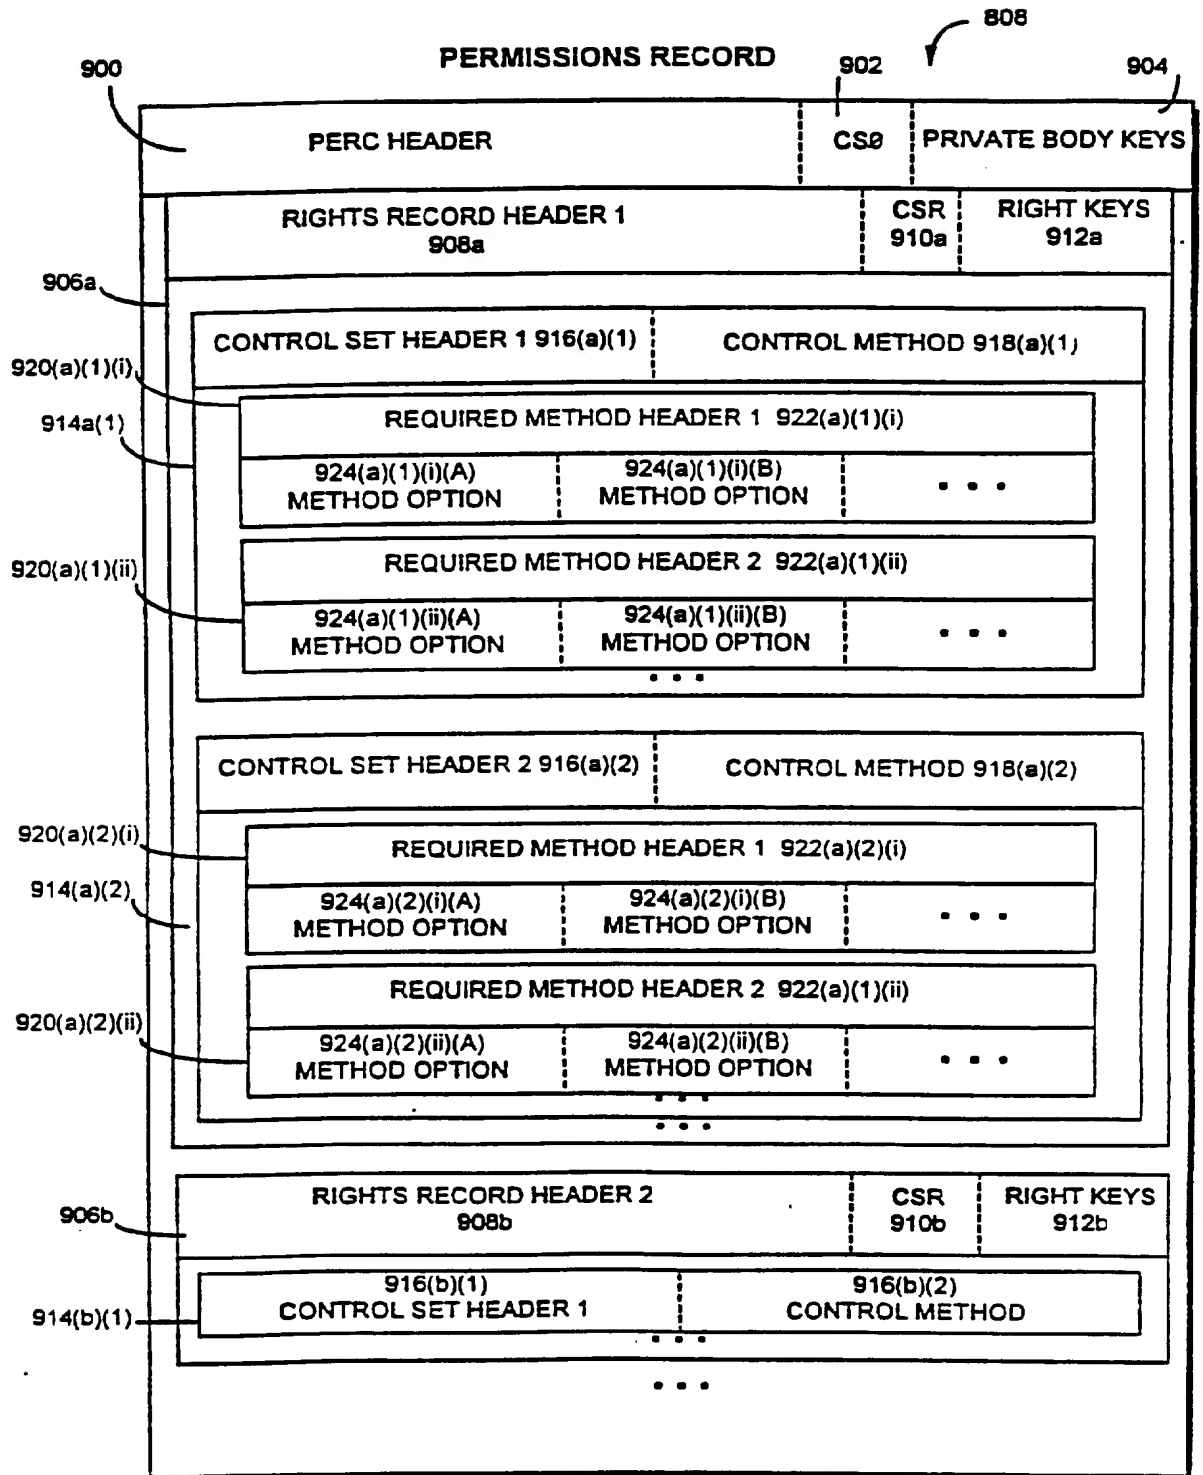 808
PERMISSIONS RECORD
900
902
904
PERC HEADER
CS0
PRIVATE BODY KEYS
RIGHTS RECORD HEADER 1
908a
CSR
910a
RIGHT KEYS
912a
906a
CONTROL SET HEADER 1 916(a)(1)
CONTROL METHOD 918(a)(1)
920(a)(1)(i)
REQUIRED METHOD HEADER 1 922(a)(1)(i)
914a(1)
924(a)(1)(i)(A)
METHOD OPTION
924(a)(1)(i)(B)
METHOD OPTION
• • •
920(a)(1)(ii)
REQUIRED METHOD HEADER 2 922(a)(1)(ii)
924(a)(1)(ii)(A)
METHOD OPTION
924(a)(1)(ii)(B)
METHOD OPTION
• • •
• • •
CONTROL SET HEADER 2 916(a)(2)
CONTROL METHOD 918(a)(2)
920(a)(2)(i)
REQUIRED METHOD HEADER 1 922(a)(2)(i)
914(a)(2)
924(a)(2)(i)(A)
METHOD OPTION
924(a)(2)(i)(B)
METHOD OPTION
• • •
REQUIRED METHOD HEADER 2 922(a)(1)(ii)
920(a)(2)(ii)
924(a)(2)(ii)(A)
METHOD OPTION
924(a)(2)(ii)(B)
METHOD OPTION
• • •
• • •
• • •
RIGHTS RECORD HEADER 2
908b
CSR
910b
RIGHT KEYS
912b
906b
916(b)(1)
CONTROL SET HEADER 1
916(b)(2)
CONTROL METHOD
914(b)(1)
• • •
• • •